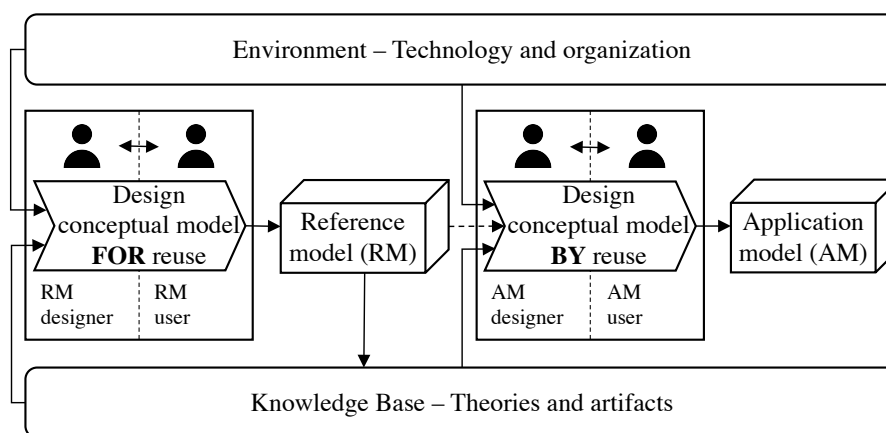 Environment – Technology and organization
Design
conceptual model
FOR reuse
RM
designer
RM
user
Reference
model (RM)
Design
conceptual model
BY reuse
AM
designer
AM
user
Application
model (AM)
Knowledge Base – Theories and artifacts